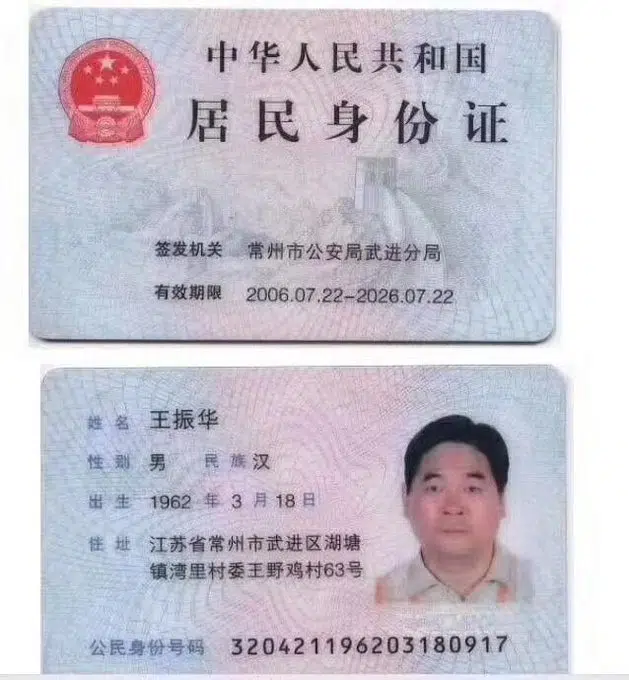 中华人民共和国
居民身份证
签发机关 常州市公安局武进分局
有效期限 2006.07.22-2026.07.22
姓名 王振华
性别 男 民族 汉
出生 1962 年 3 月 18 日
住址 江苏省常州市武进区湖塘
镇湾里村委王野鸡村63号
公民身份号码 320421196203180917